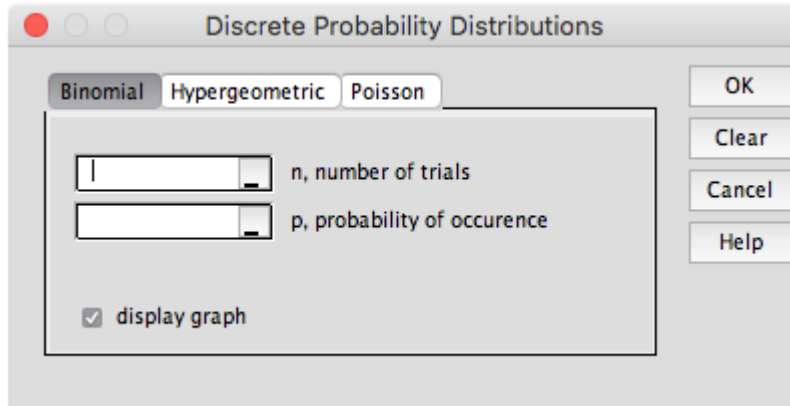 Discrete Probability Distributions
Binomial Hypergeometric Poisson
n, number of trials
p, probability of occurence
display graph
OK
Clear
Cancel
Help